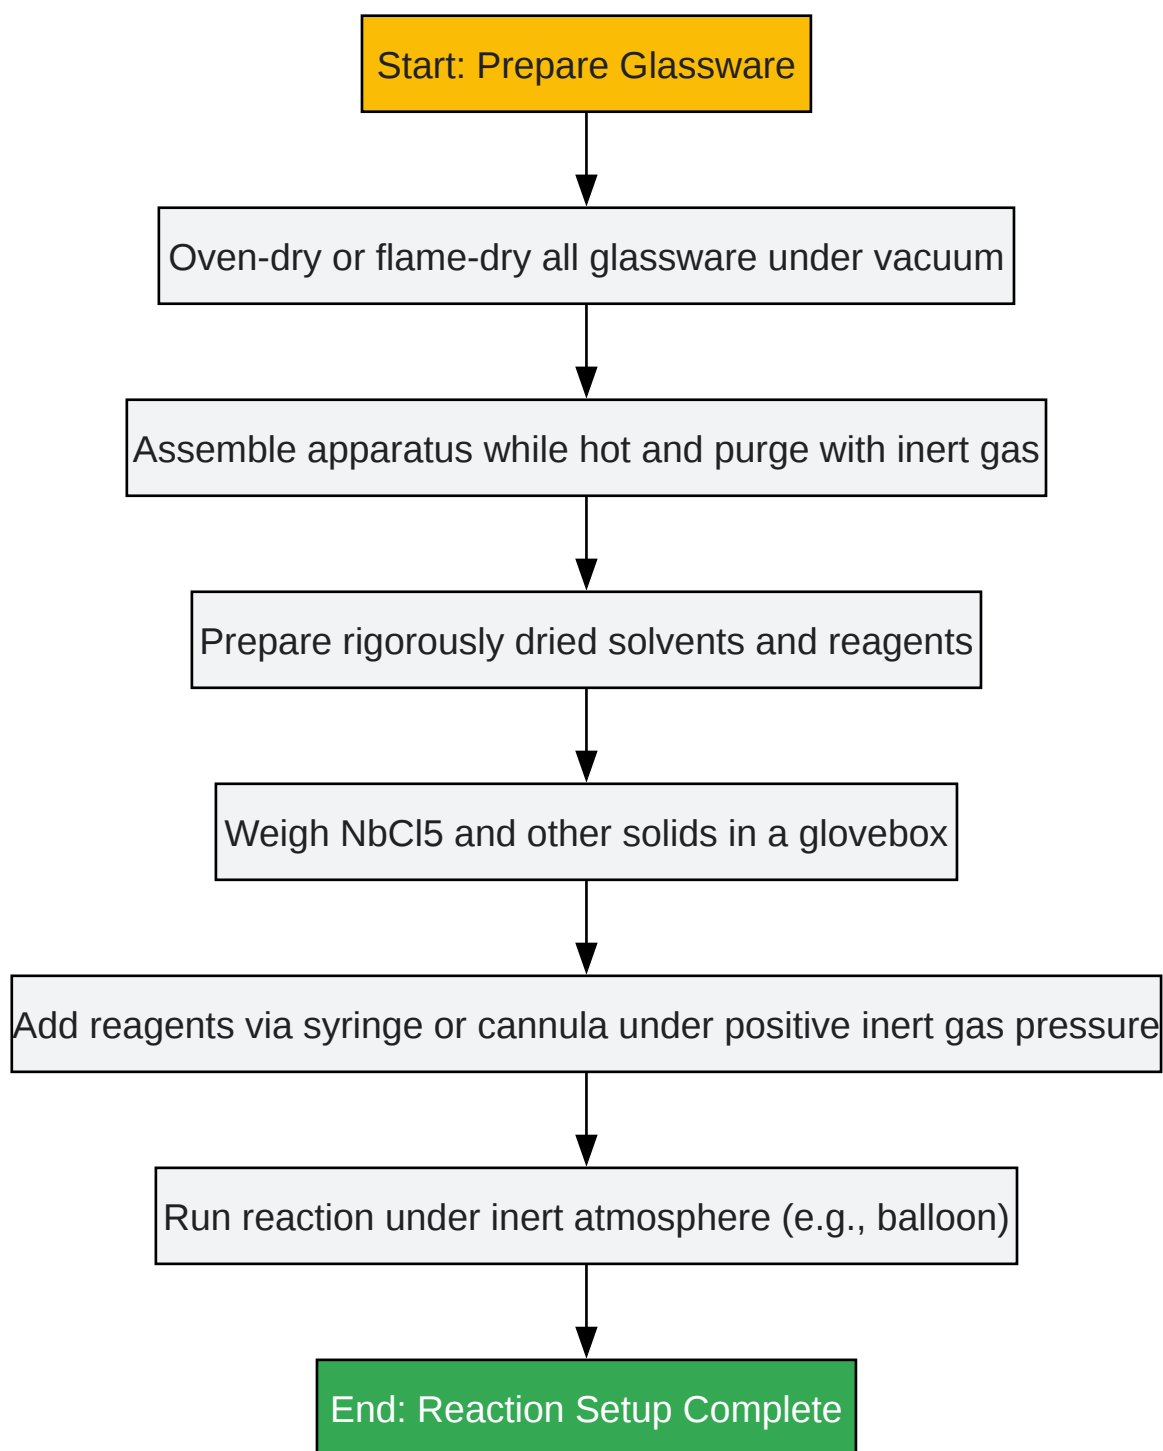 Start: Prepare Glassware
Oven-dry or flame-dry all glassware under vacuum
Assemble apparatus while hot and purge with inert gas
Prepare rigorously dried solvents and reagents
Weigh NbCl5 and other solids in a glovebox
Add reagents via syringe or cannula under positive inert gas pressure
Run reaction under inert atmosphere (e.g., balloon)
End: Reaction Setup Complete